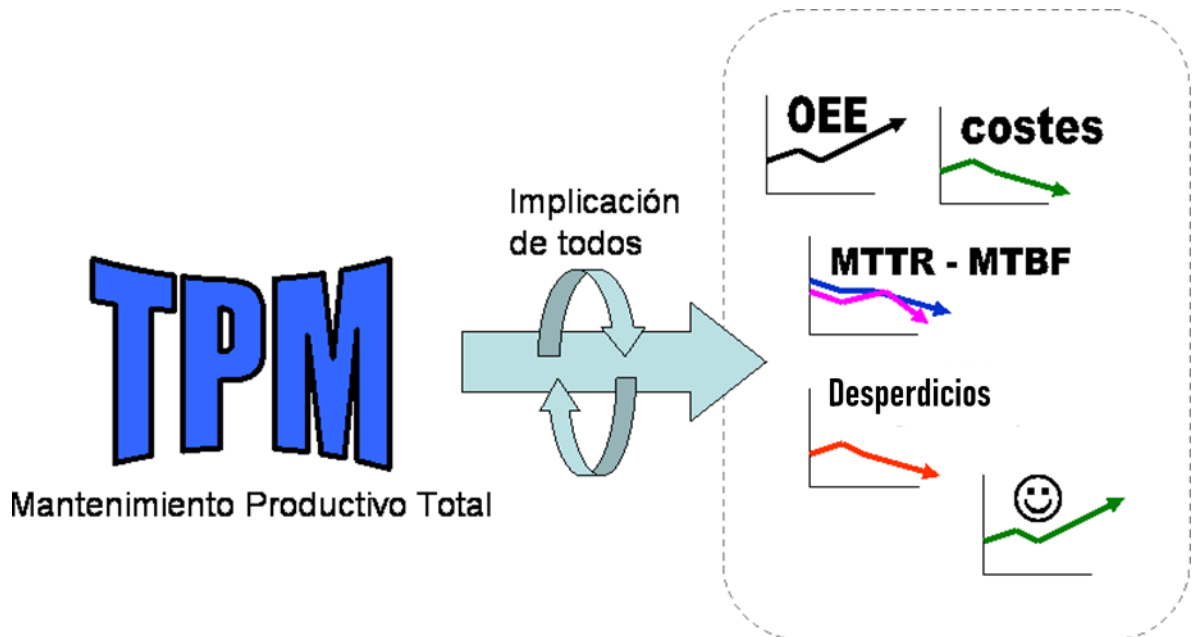 TPM
Mantenimiento Productivo Total
Implicación
de todos
OEE
costes
MTTR - MTBF
Desperdicios